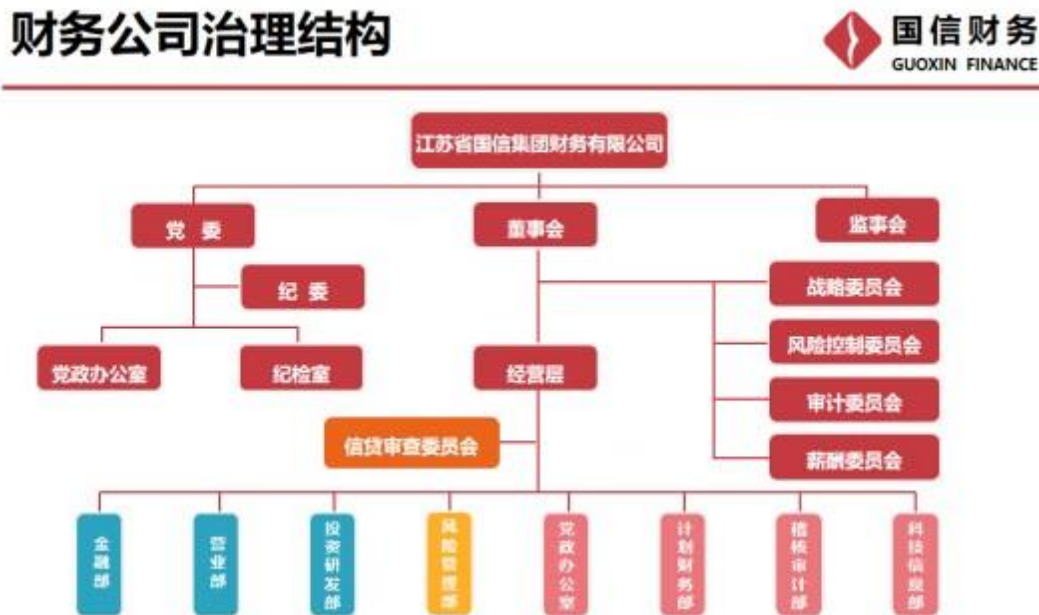 财务公司治理结构
国信财务
GUOXIN FINANCE
江苏省国信集团财务有限公司
党 委
董事会
监事会
纪 委
战略委员会
风险控制委员会
党政办公室
纪检室
经营层
审计委员会
信贷审查委员会
薪酬委员会
金融部
营业部
投资研发部
风险管理部
党政办公室
计划财务部
稽核审计部
科技信息部